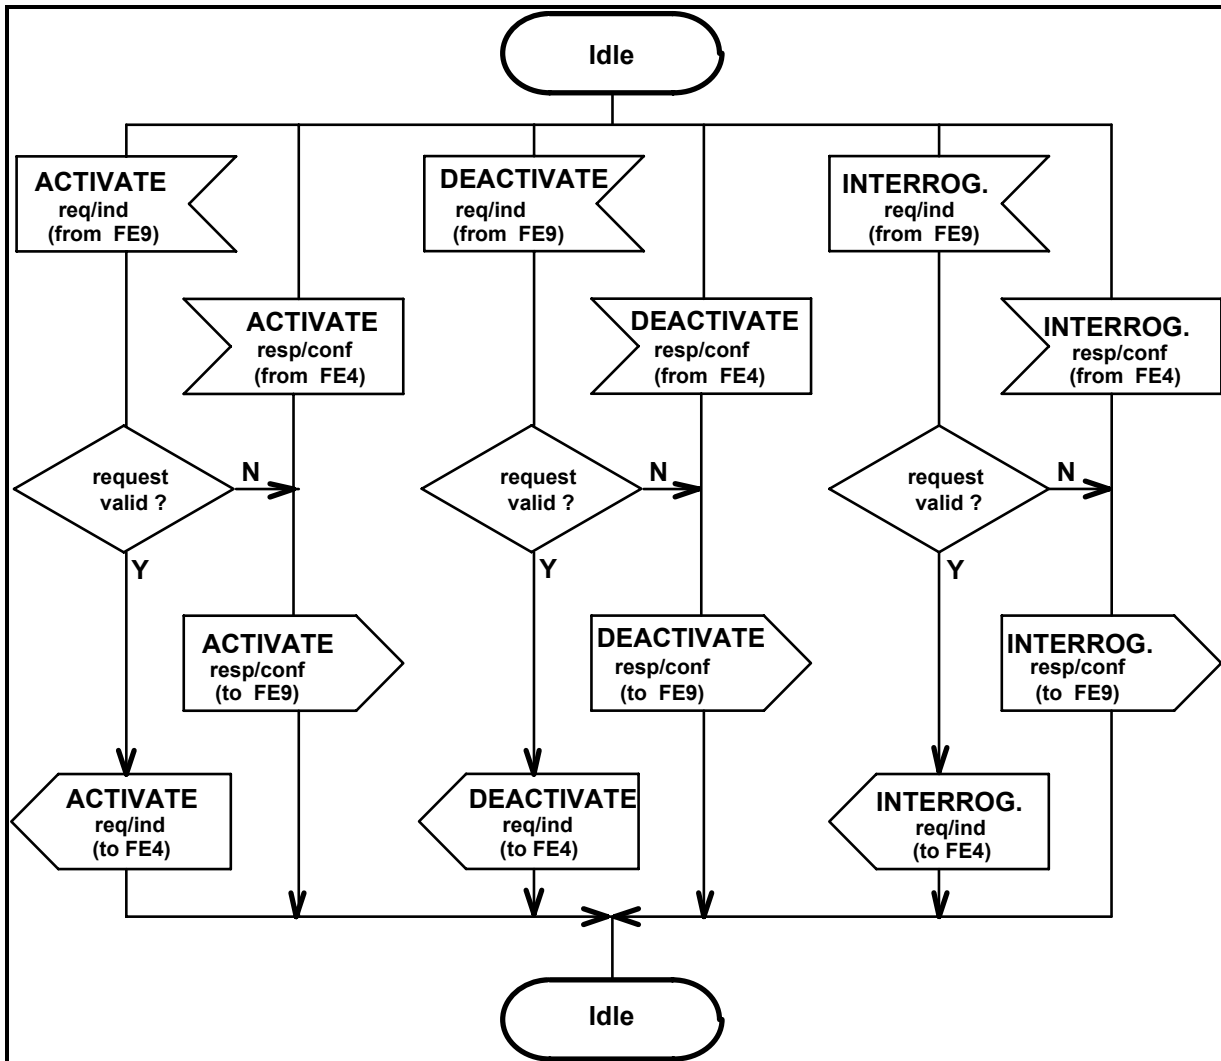 Idle
ACTIVATE
req/ind
(from FE9)
DEACTIVATE
req/ind
(from FE9)
INTERROG.
req/ind
(from FE9)
ACTIVATE
resp/conf
(from FE4)
DEACTIVATE
resp/conf
(from FE4)
INTERROG.
resp/conf
(from FE4)
request
valid ?
N
Y
request
valid ?
N
Y
request
valid ?
N
Y
ACTIVATE
resp/conf
(to FE9)
DEACTIVATE
resp/conf
(to FE9)
INTERROG.
resp/conf
(to FE9)
ACTIVATE
req/ind
(to FE4)
DEACTIVATE
req/ind
(to FE4)
INTERROG.
req/ind
(to FE4)
Idle